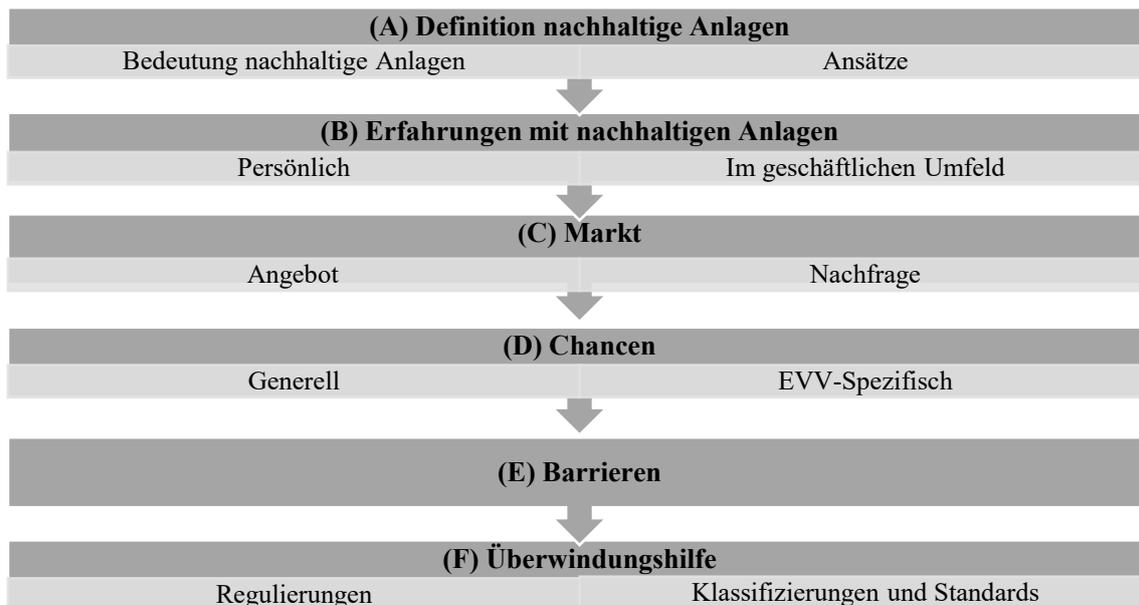 (A) Definition nachhaltige Anlagen
Bedeutung nachhaltige Anlagen Ansätze
(B) Erfahrungen mit nachhaltigen Anlagen
Persönlich Im geschäftlichen Umfeld
(C) Markt
Angebot Nachfrage
(D) Chancen
Generell EVV-Spezifisch
(E) Barrieren
(F) Überwindungshilfe
Regulierungen Klassifizierungen und Standards